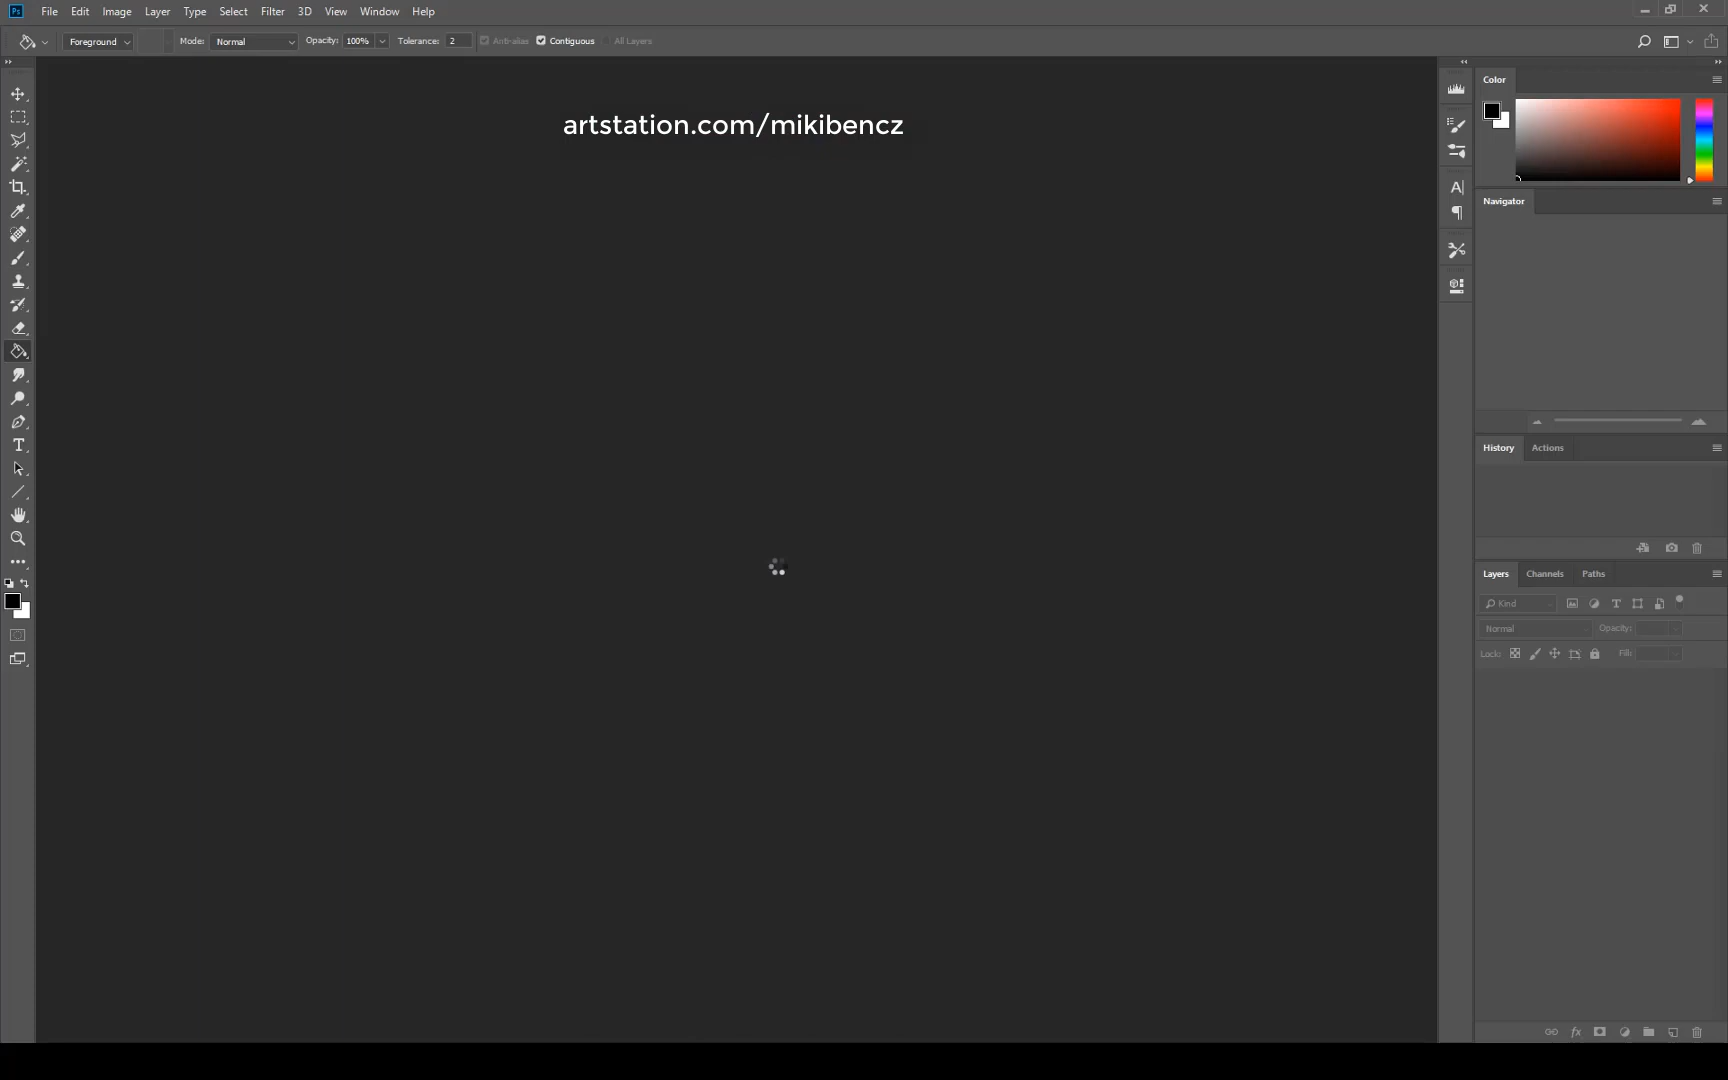 Ps File Edit Image Layer Type Select Filter 3D View Window Help
Foreground Mode: Normal Opacity: 100% Tolerance: 2 Anti-alias Contiguous All Layers
artstation.com/mikibencz
Color
Navigator
History Actions
Layers Channels Paths
Kind
Normal Opacity:
Lock: Fill:
fx